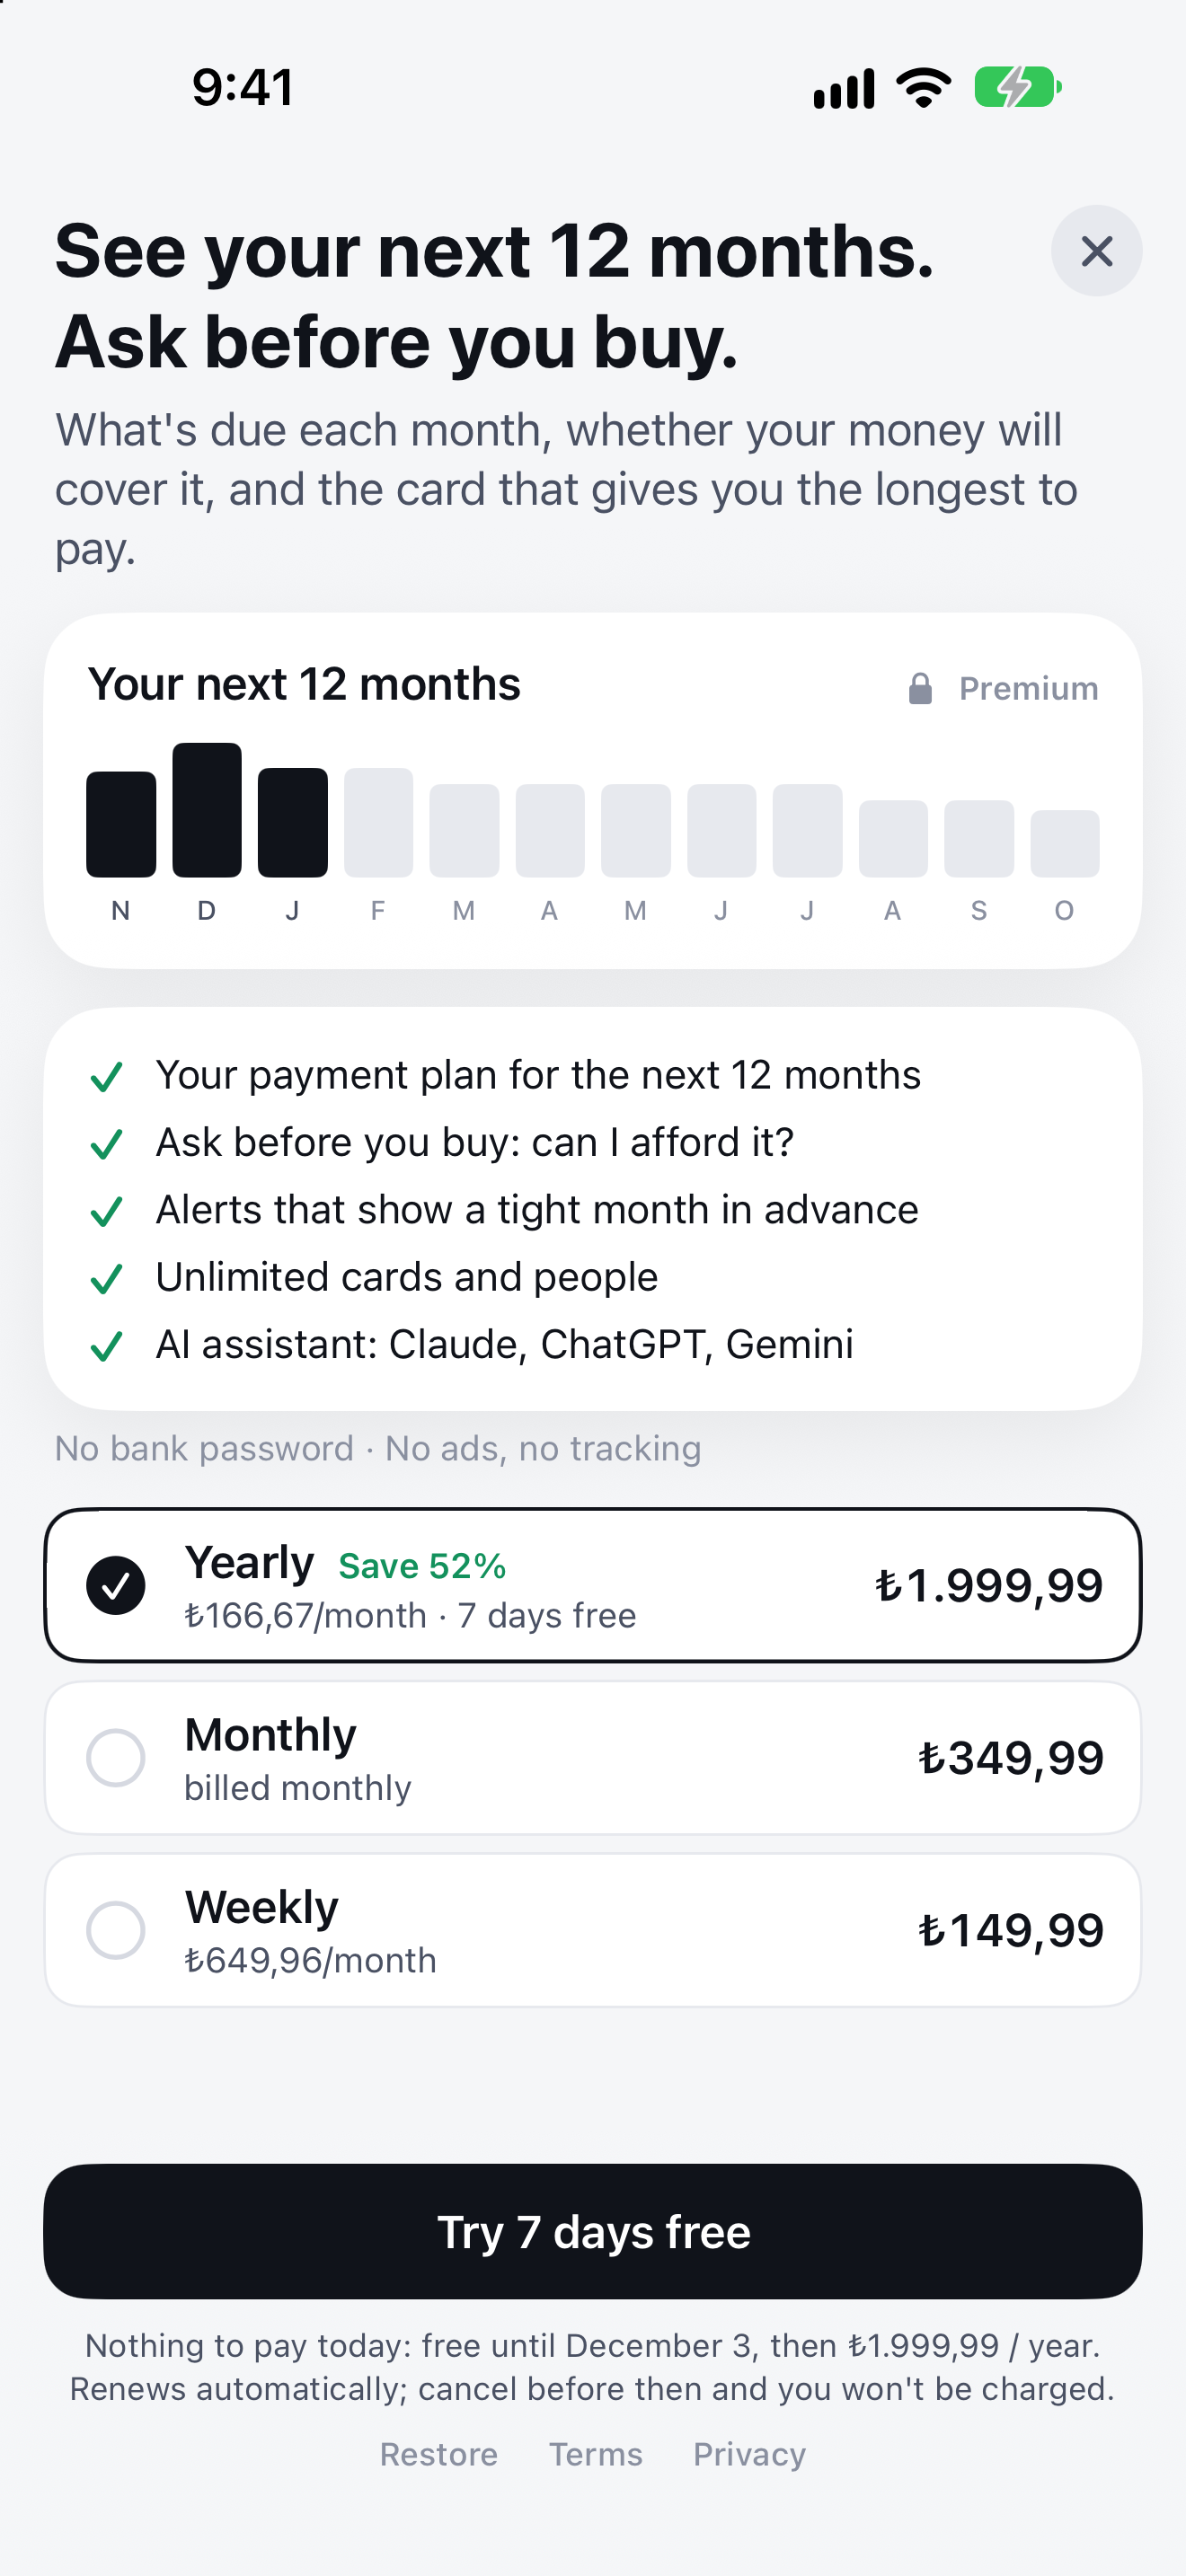 9:41
See your next 12 months.
Ask before you buy.
What's due each month, whether your money will
cover it, and the card that gives you the longest to
pay.
Your next 12 months
Premium
N D J F M A M J J A S O
Your payment plan for the next 12 months
Ask before you buy: can I afford it?
Alerts that show a tight month in advance
Unlimited cards and people
AI assistant: Claude, ChatGPT, Gemini
No bank password · No ads, no tracking
Yearly Save 52%
₺166,67/month · 7 days free
₺1.999,99
Monthly
billed monthly
₺349,99
Weekly
₺649,96/month
₺149,99
Try 7 days free
Nothing to pay today: free until December 3, then ₺1.999,99 / year.
Renews automatically; cancel before then and you won't be charged.
Restore Terms Privacy